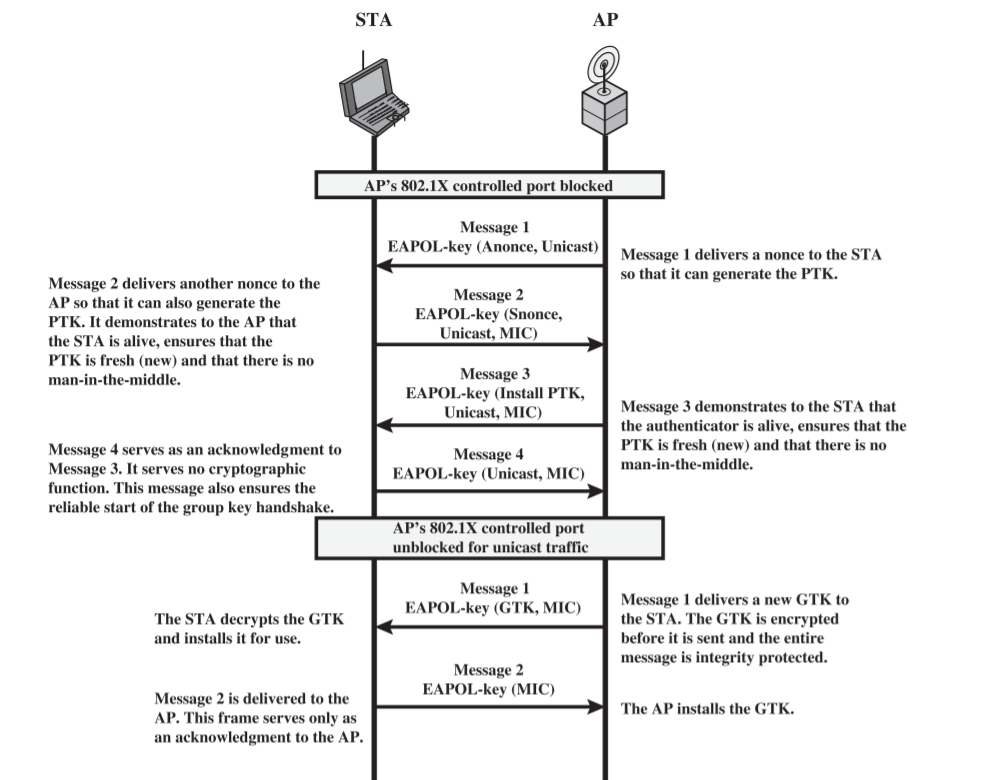 STA
AP
AP's 802.1X controlled port blocked
Message 1
EAPOL-key (Anonce, Unicast)
Message 1 delivers a nonce to the STA
so that it can generate the PTK.
Message 2 delivers another nonce to the
AP so that it can also generate the
PTK. It demonstrates to the AP that
the STA is alive, ensures that the
PTK is fresh (new) and that there is no
man-in-the-middle.
Message 2
EAPOL-key (Snonce,
Unicast, MIC)
Message 3
EAPOL-key (Install PTK,
Unicast, MIC)
Message 3 demonstrates to the STA that
the authenticator is alive, ensures that the
PTK is fresh (new) and that there is no
man-in-the-middle.
Message 4 serves as an acknowledgment to
Message 3. It serves no cryptographic
function. This message also ensures the
reliable start of the group key handshake.
Message 4
EAPOL-key (Unicast, MIC)
AP's 802.1X controlled port
unblocked for unicast traffic
Message 1
EAPOL-key (GTK, MIC)
Message 1 delivers a new GTK to
the STA. The GTK is encrypted
before it is sent and the entire
message is integrity protected.
The STA decrypts the GTK
and installs it for use.
Message 2
EAPOL-key (MIC)
Message 2 is delivered to the
AP. This frame serves only as
an acknowledgment to the AP.
The AP installs the GTK.